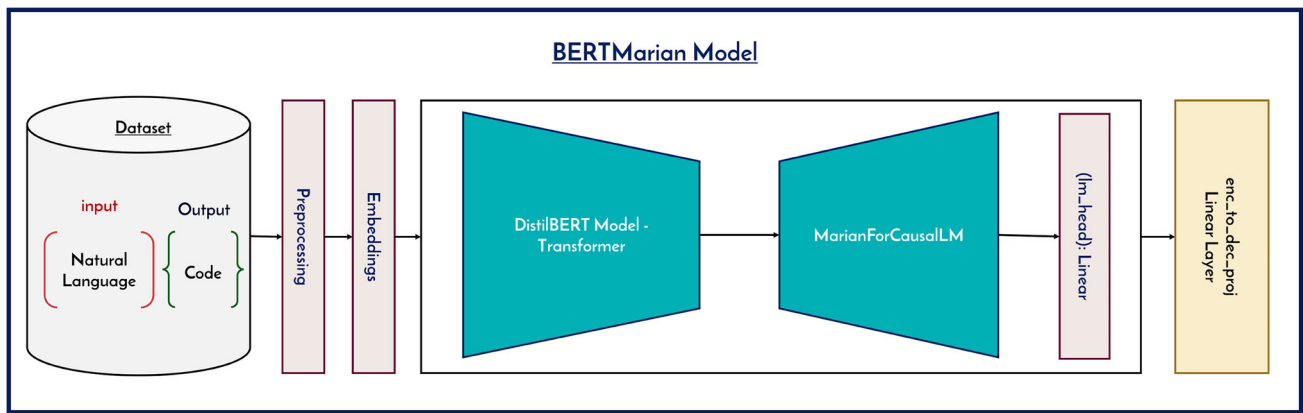 BERTMarian Model
Dataset
input
Output
Natural
Language
Code
Preprocessing
Embeddings
DistilBERT Model -
Transformer
MarianForCausalLM
(lm_head): Linear
enc_to_dec_proj
Linear Layer